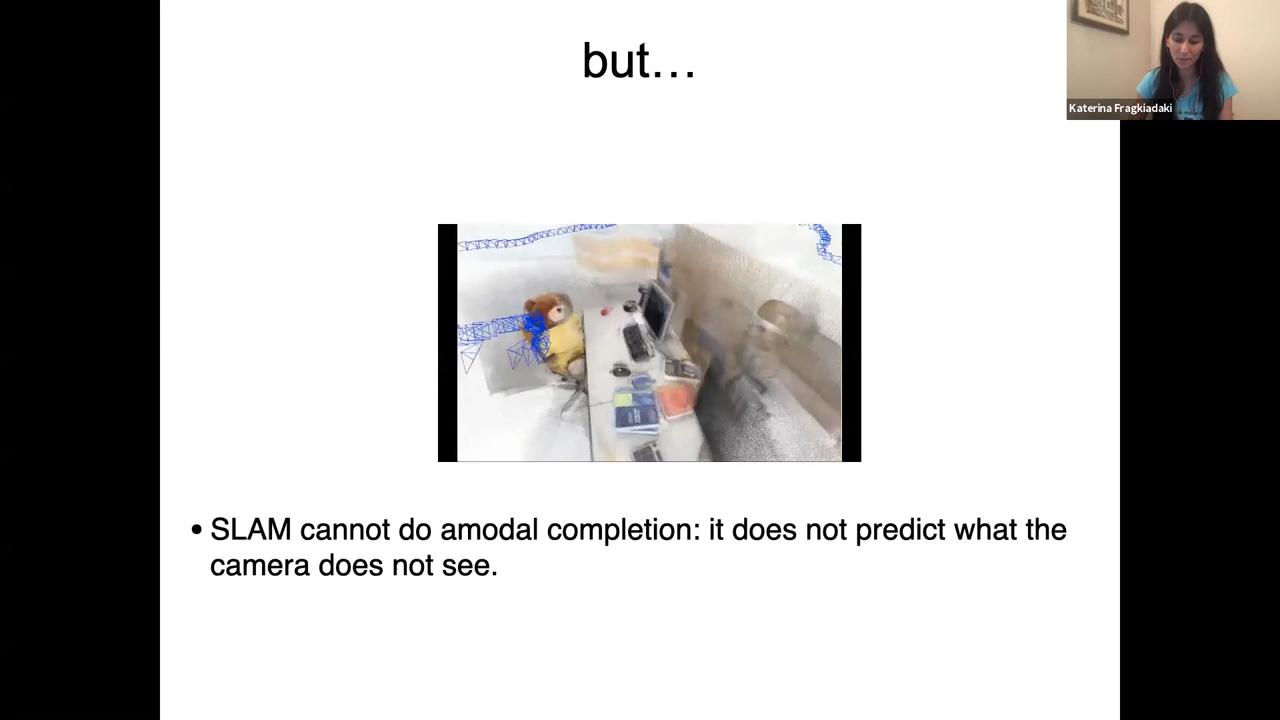 but…
Katerina Fragkiadaki
• SLAM cannot do amodal completion: it does not predict what the
camera does not see.